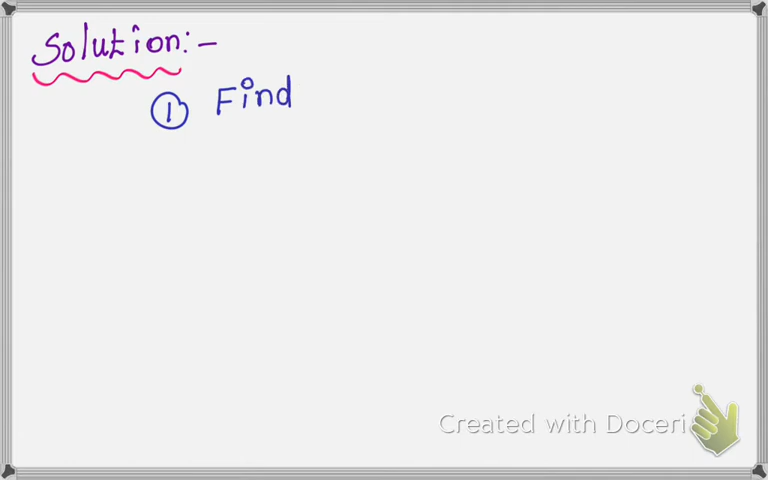 Solution:-
① Find
Created with Doceri